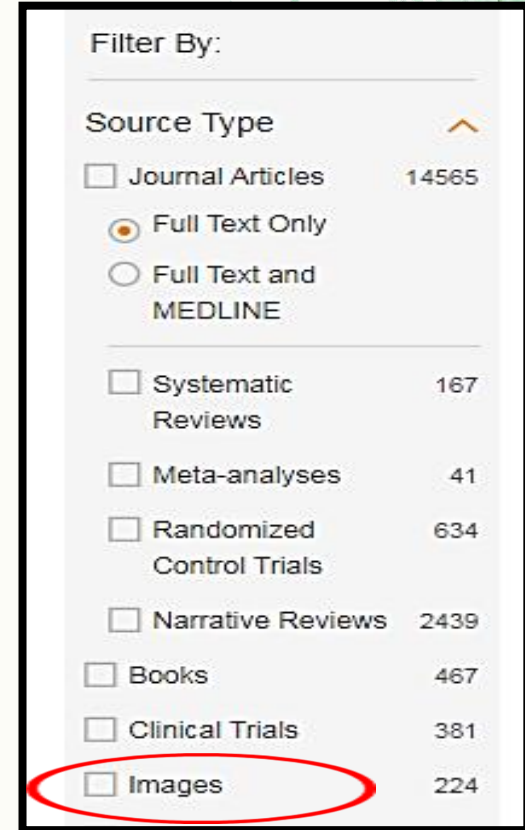 Filter By:
Source Type
Journal Articles 14565
Full Text Only
Full Text and
MEDLINE
Systematic 167
Reviews
Meta-analyses 41
Randomized 634
Control Trials
Narrative Reviews 2439
Books 467
Clinical Trials 381
Images 224